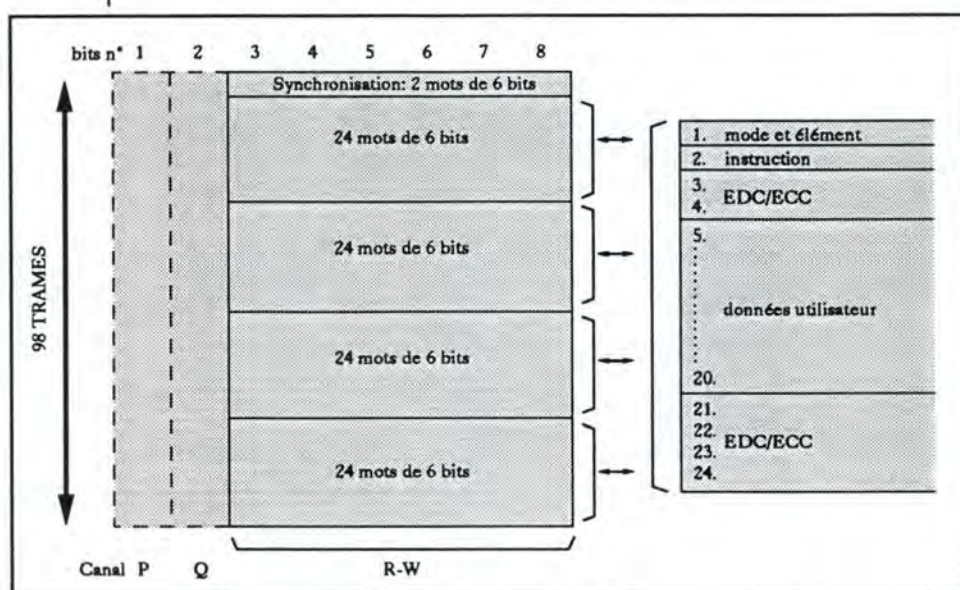 bits n° 1 2 3 4 5 6 7 8
Synchronisation: 2 mots de 6 bits
24 mots de 6 bits
24 mots de 6 bits
24 mots de 6 bits
24 mots de 6 bits
98 TRAMES
Canal P Q R-W
1. mode et élément
2. instruction
3.
4. EDC/ECC
5.
données utilisateur
20.
21.
22. EDC/ECC
23.
24.